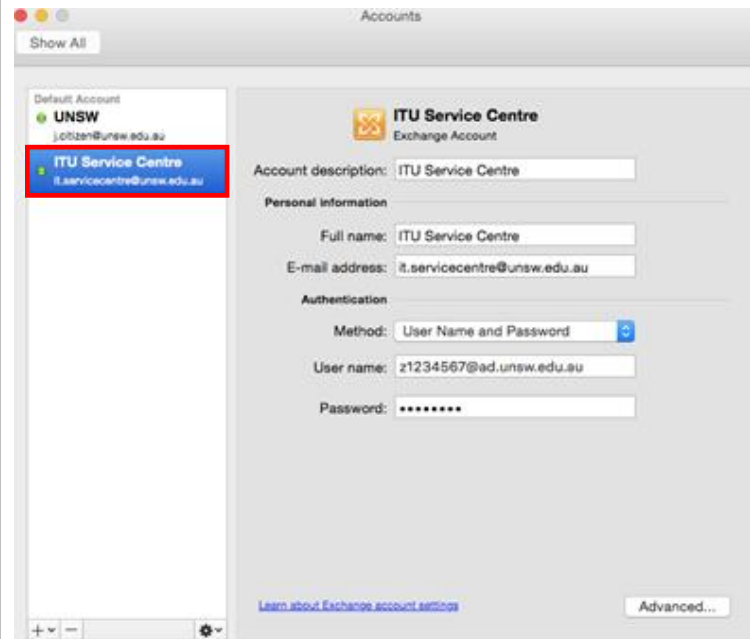 Accounts
Show All
Default Account
UNSW
j.citizen@unsw.edu.au
ITU Service Centre
it.servicecentre@unsw.edu.au
ITU Service Centre
Exchange Account
Account description: ITU Service Centre
Personal information
Full name: ITU Service Centre
E-mail address: it.servicecentre@unsw.edu.au
Authentication
Method: User Name and Password
User name: z1234567@ad.unsw.edu.au
Password: ••••••••
Learn about Exchange account settings
Advanced...